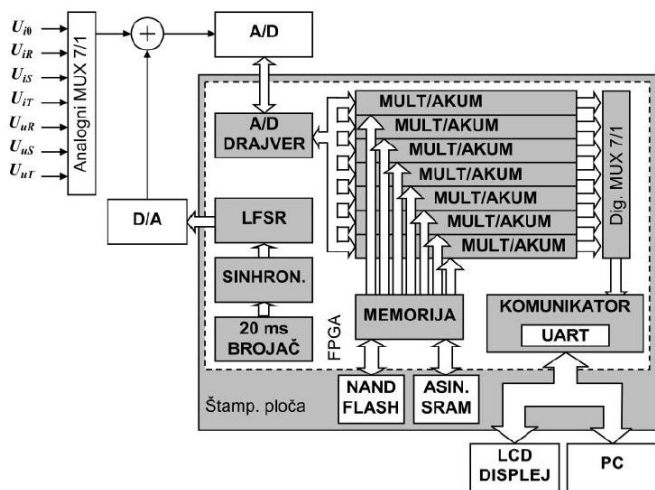 Ui0
UiR
UiS
UiT
UuR
UuS
UuT
Analogni MUX 7/1
+
A/D
A/D
DRAJVER
D/A
LFSR
SINHRON.
20 ms
BROJAČ
FPGA
MULT/AKUM
MULT/AKUM
MULT/AKUM
MULT/AKUM
MULT/AKUM
MULT/AKUM
MULT/AKUM
Dig. MUX 7/1
MEMORIJA
KOMUNIKATOR
UART
NAND
FLASH
ASIN.
SRAM
Štamp. ploča
LCD
DISPLEJ
PC